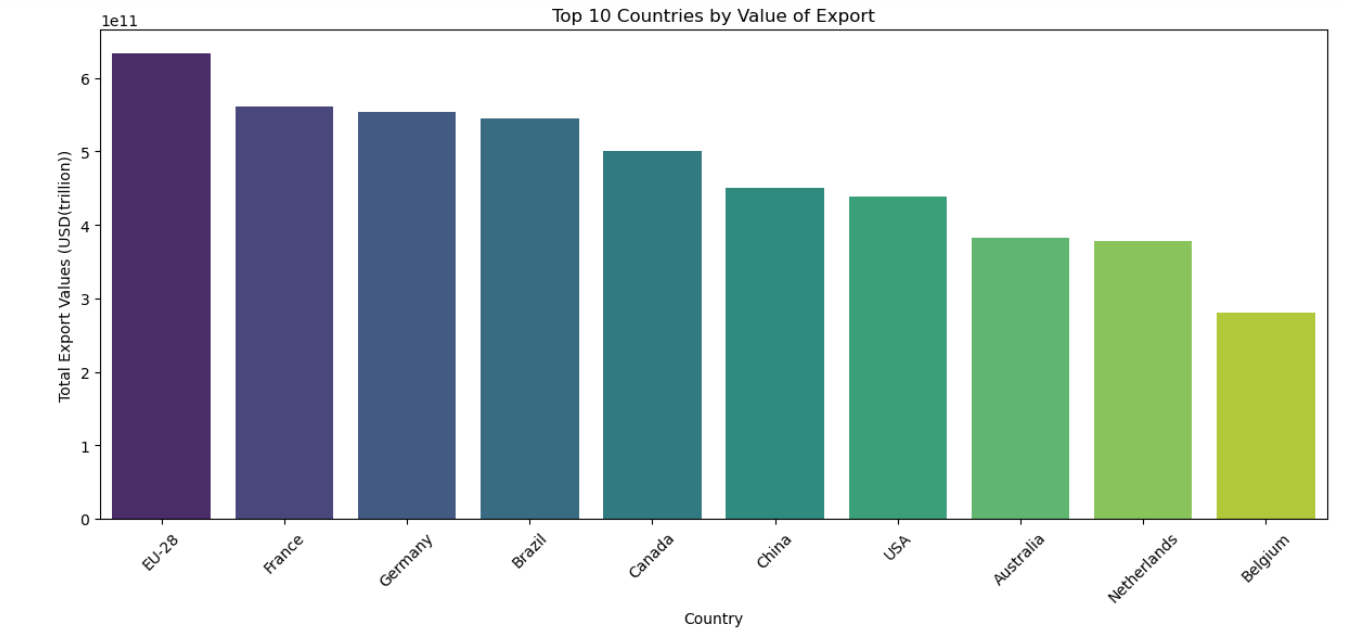 Top 10 Countries by Value of Export
1e11
Total Export Values (USD(trillion))
6
5
4
3
2
1
0
EU-28
France
Germany
Brazil
Canada
China
USA
Australia
Netherlands
Belgium
Country